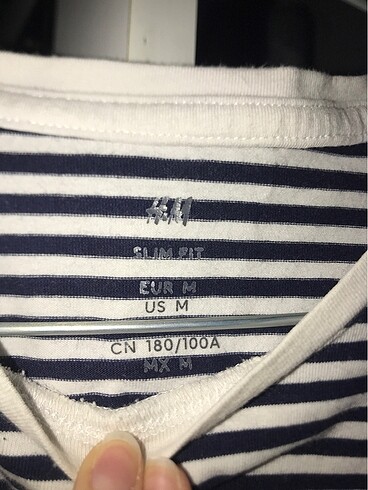 H&M
SLIM FIT
EUR M
US M
CN 180/100A
MX M